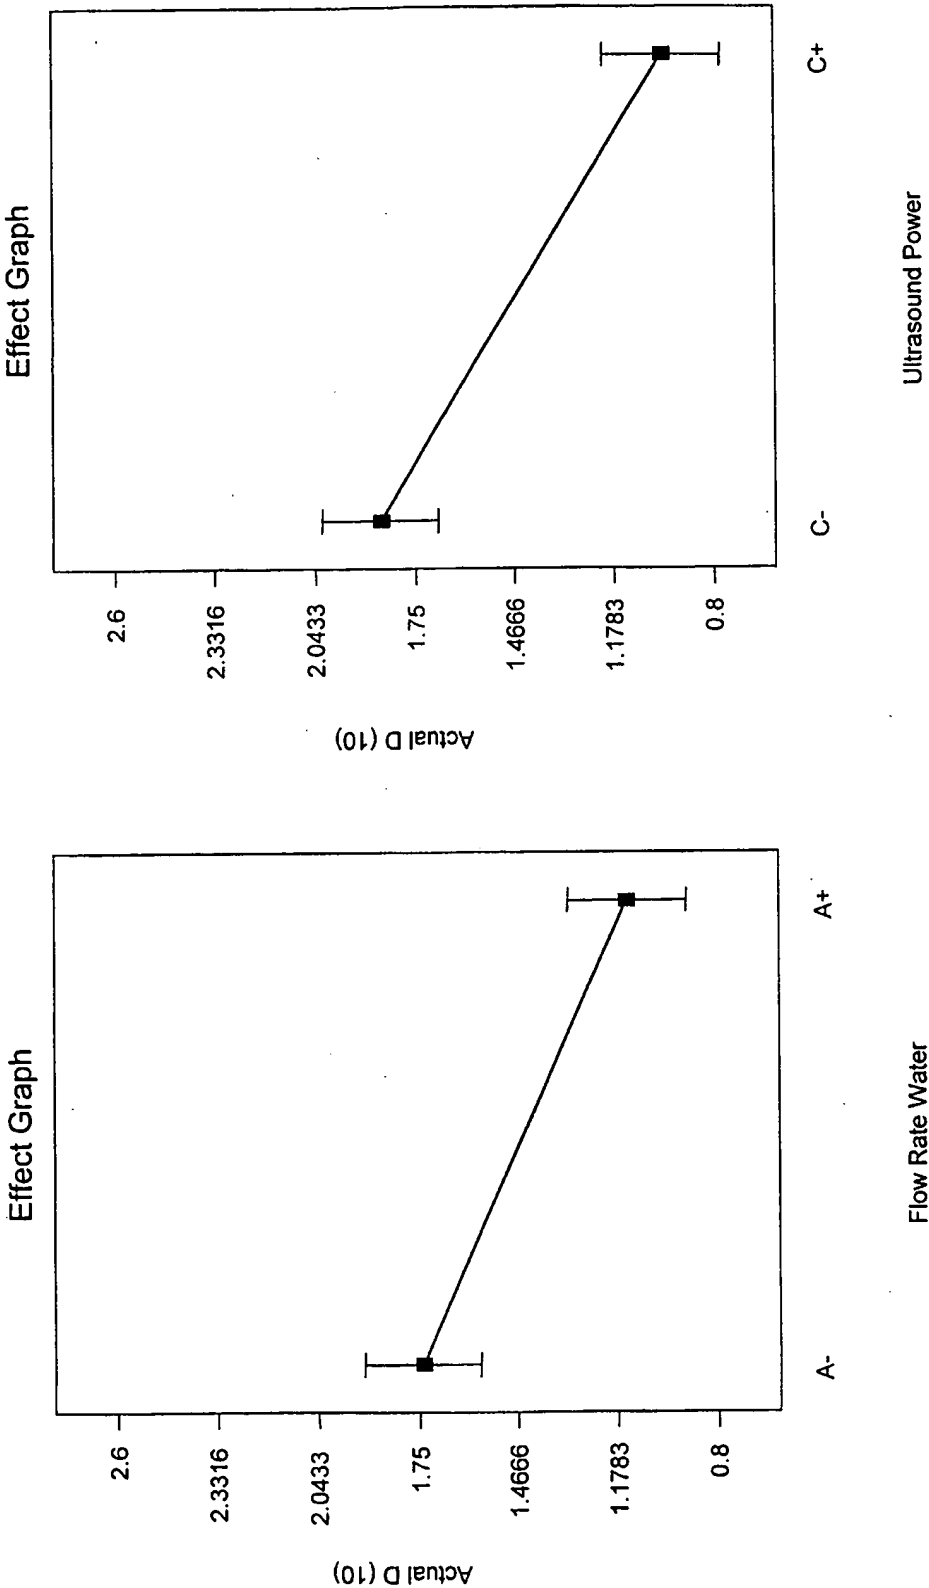 Effect Graph
Actual D (10)
2.6
2.3316
2.0433
1.75
1.4666
1.1783
0.8
A-
A+
Flow Rate Water
Effect Graph
Actual D (10)
2.6
2.3316
2.0433
1.75
1.4666
1.1783
0.8
C-
C+
Ultrasound Power